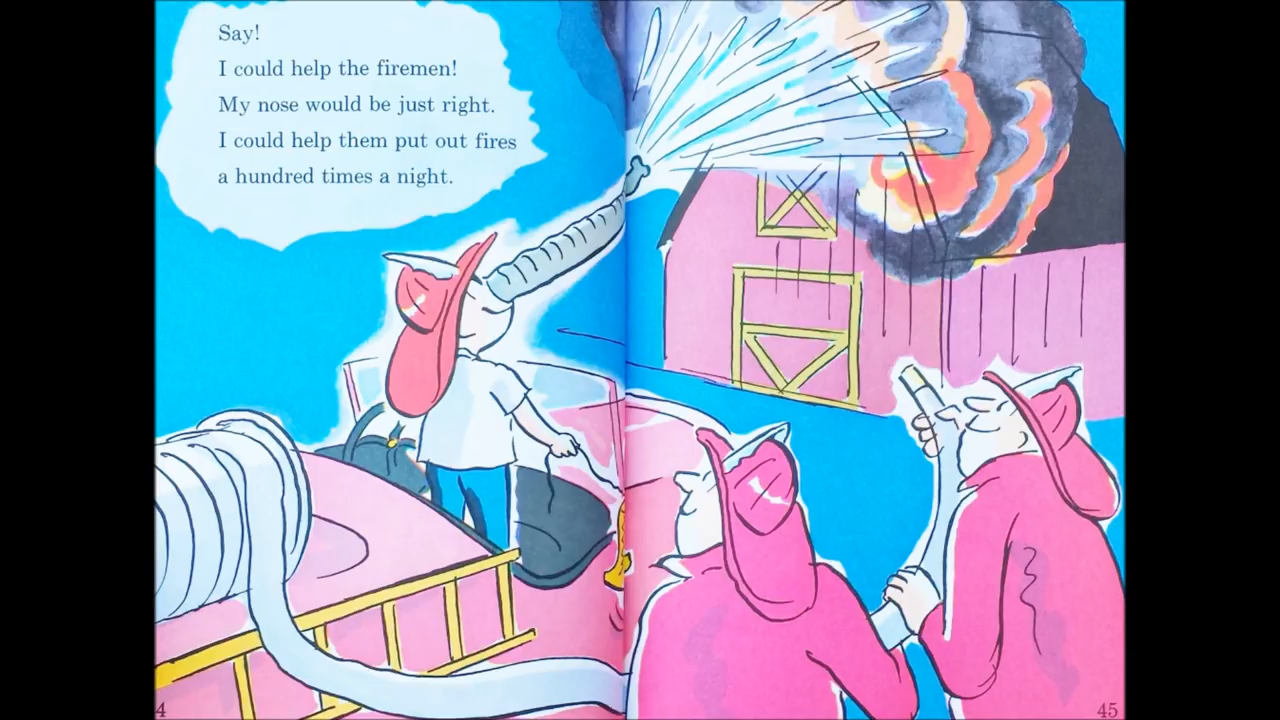 Say!
I could help the firemen!
My nose would be just right.
I could help them put out fires
a hundred times a night.
4
45